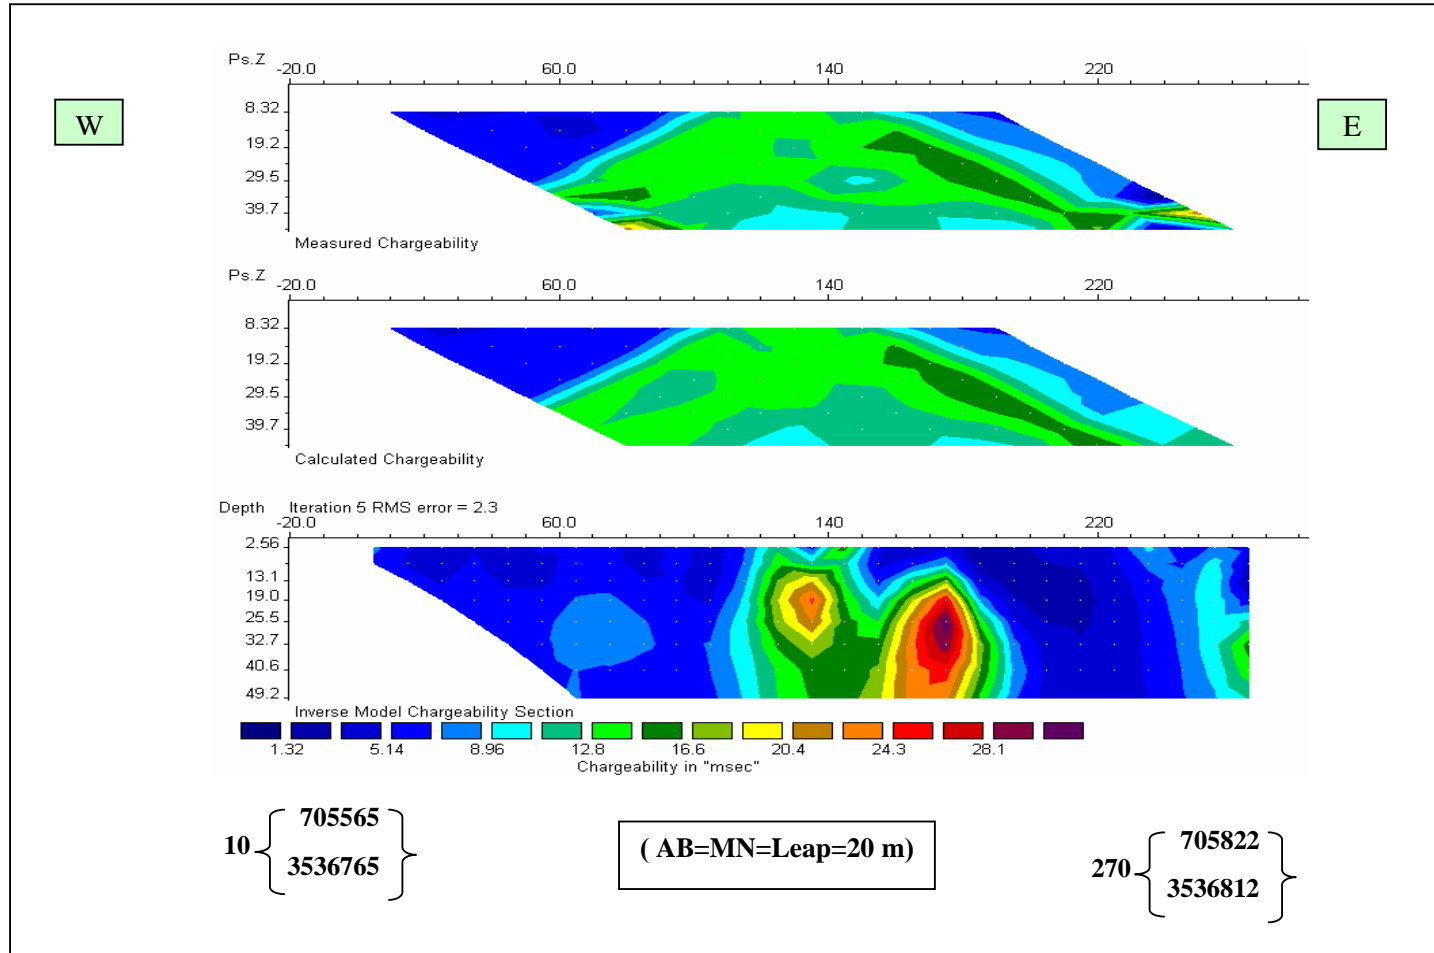 Ps.Z -20.0 60.0 140 220
W
E
8.32
19.2
29.5
39.7
Measured Chargeability
Ps.Z -20.0 60.0 140 220
8.32
19.2
29.5
39.7
Calculated Chargeability
Depth Iteration 5 RMS error = 2.3
-20.0 60.0 140 220
2.56
13.1
19.0
25.5
32.7
40.6
49.2
Inverse Model Chargeability Section
1.32 5.14 8.96 12.8 16.6 20.4 24.3 28.1
Chargeability in "msec"
10 { 705565 }
3536765
( AB=MN=Leap=20 m)
270 { 705822 }
3536812